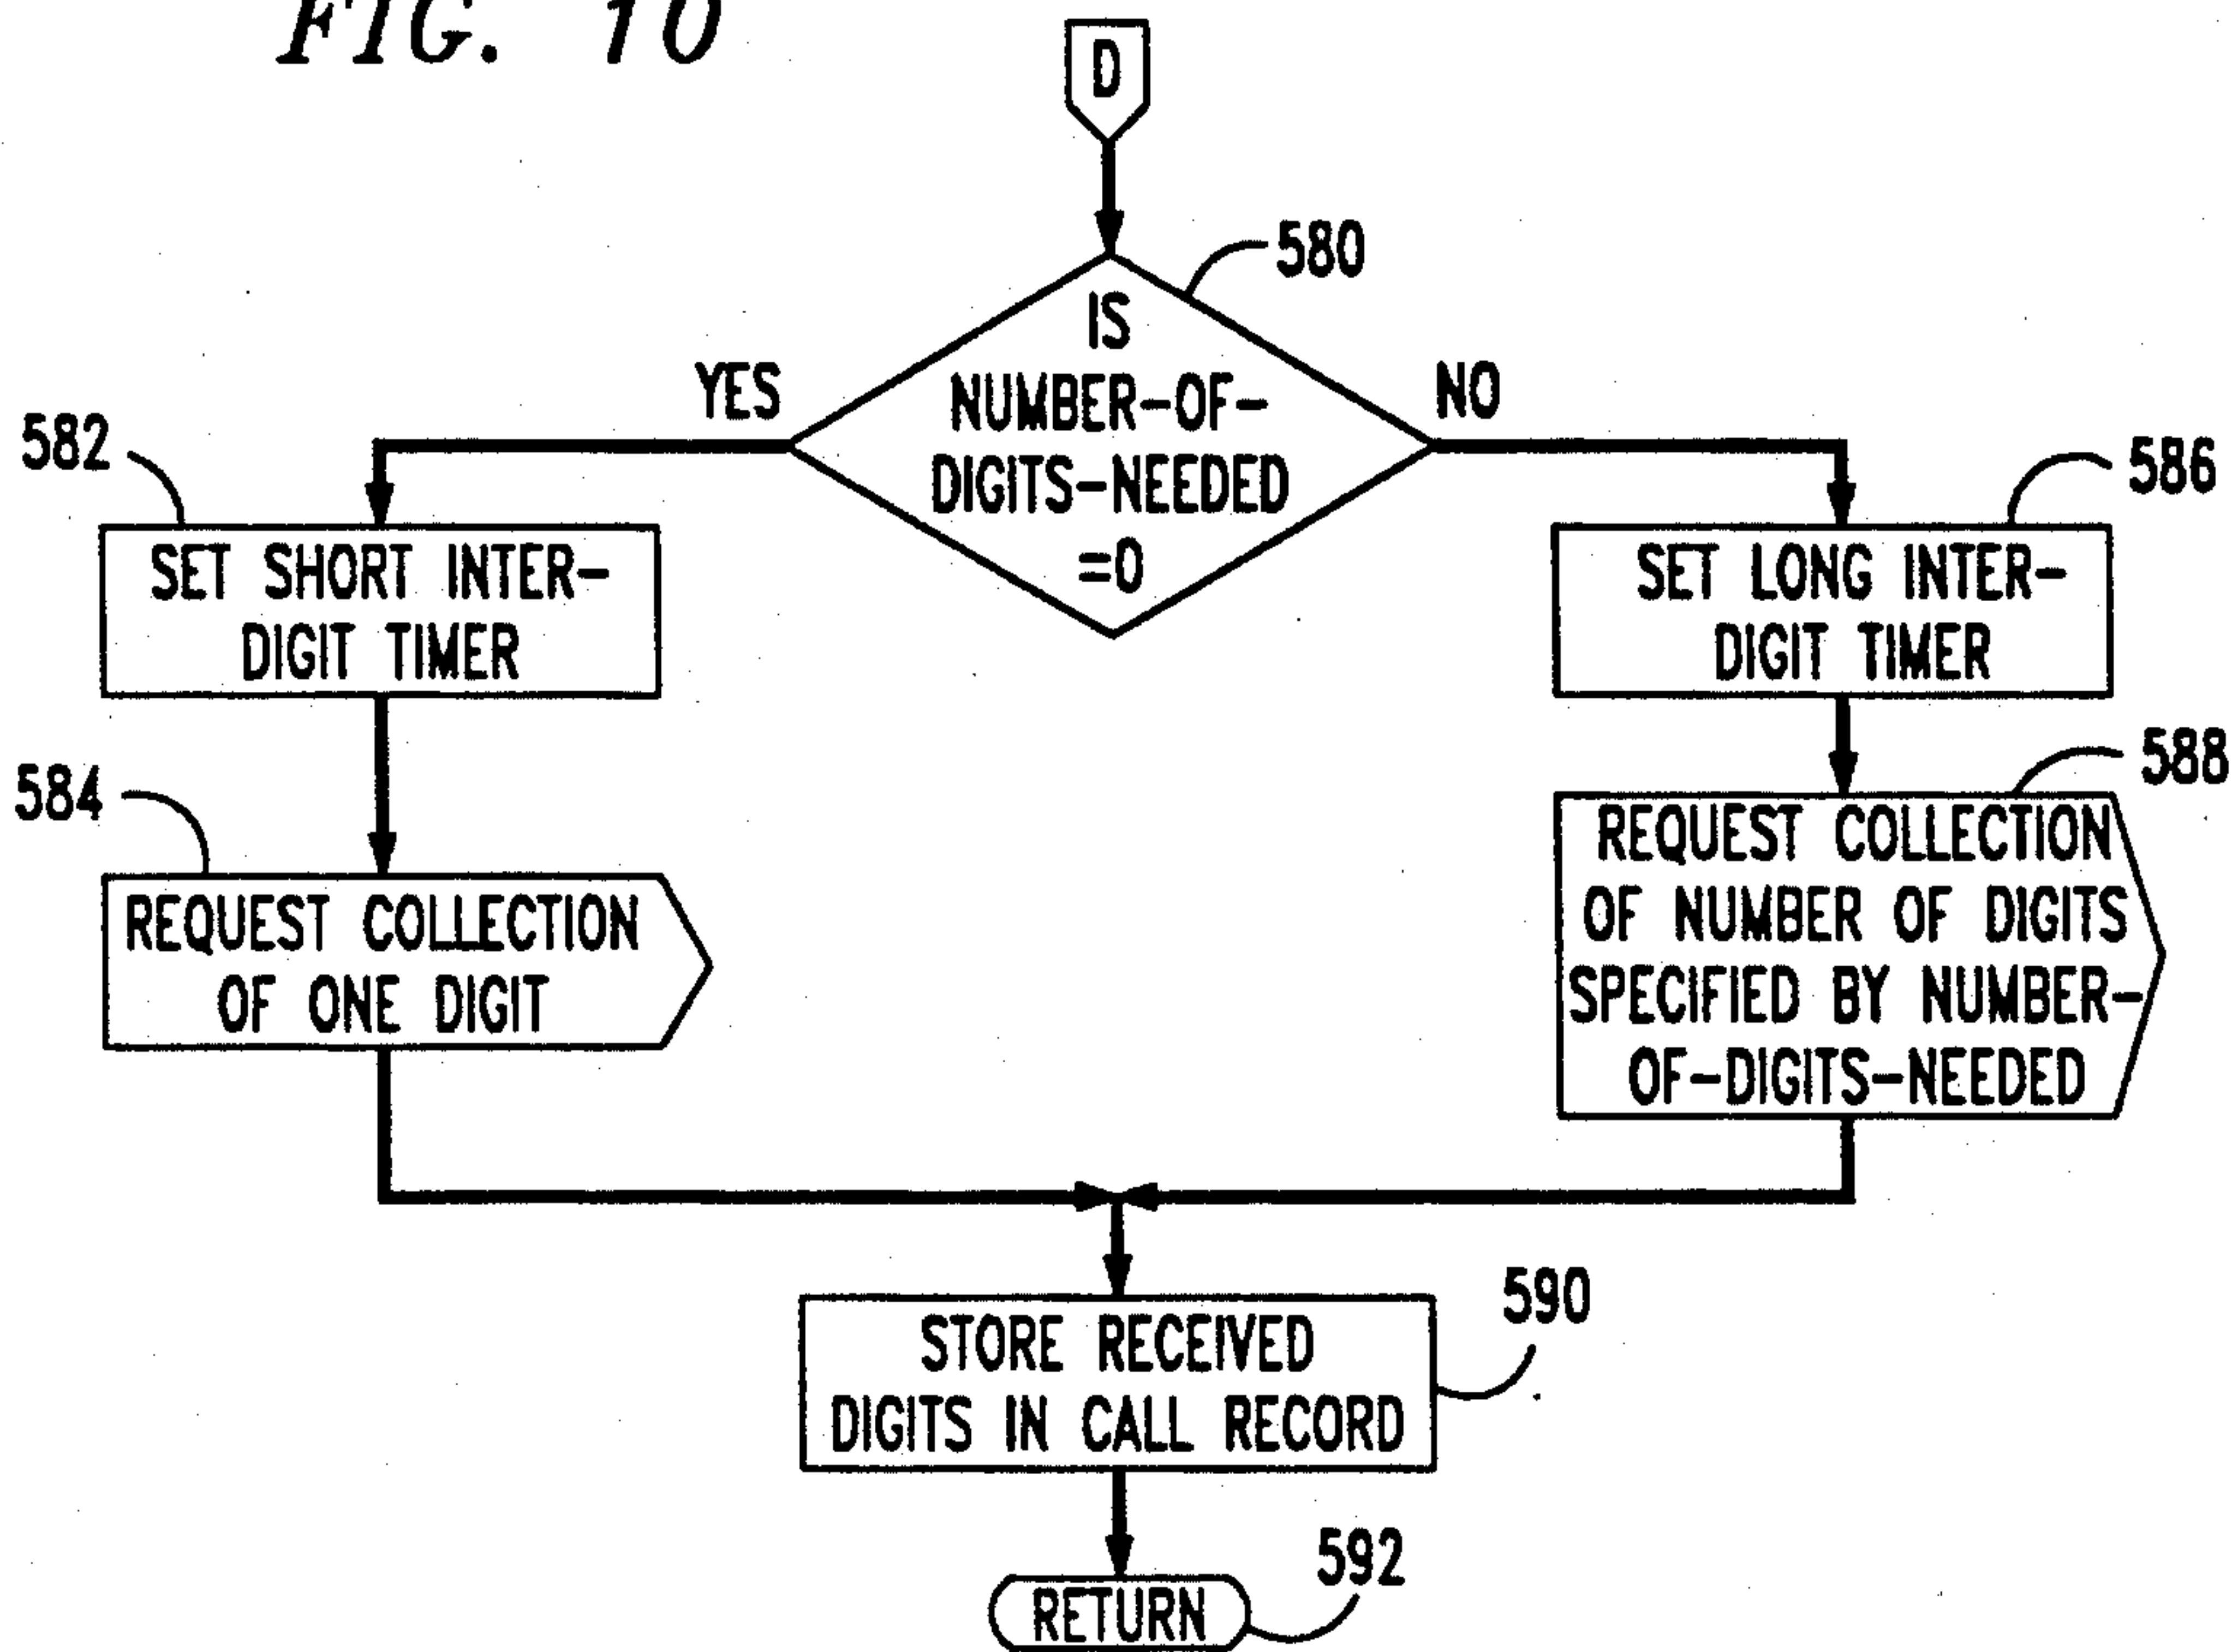 FIG. 10
D
580
IS
NUMBER-OF-
DIGITS-NEEDED
=0
YES
NO
582
SET SHORT INTER-
DIGIT TIMER
586
SET LONG INTER-
DIGIT TIMER
584
REQUEST COLLECTION
OF ONE DIGIT
588
REQUEST COLLECTION
OF NUMBER OF DIGITS
SPECIFIED BY NUMBER-
OF-DIGITS-NEEDED
590
STORE RECEIVED
DIGITS IN CALL RECORD
592
RETURN